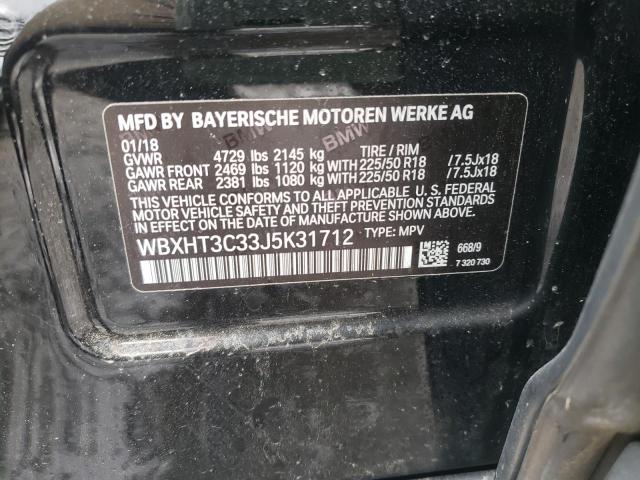 MFD BY BAYERISCHE MOTOREN WERKE AG
01/18
GVWR 4729 lbs 2145 kg TIRE / RIM
GAWR FRONT 2469 lbs 1120 kg WITH 225/50 R18 / 7.5Jx18
GAWR REAR 2381 lbs 1080 kg WITH 225/50 R18 / 7.5Jx18
THIS VEHICLE CONFORMS TO ALL APPLICABLE U. S. FEDERAL
MOTOR VEHICLE SAFETY, BUMPER, AND THEFT PREVENTION
STANDARDS IN EFFECT ON THE DATE OF MANUFACTURE SHOWN ABOVE.
WBXHT3C33J5K31712 TYPE: MPV
668/9
7 320 730
BMW
BMW